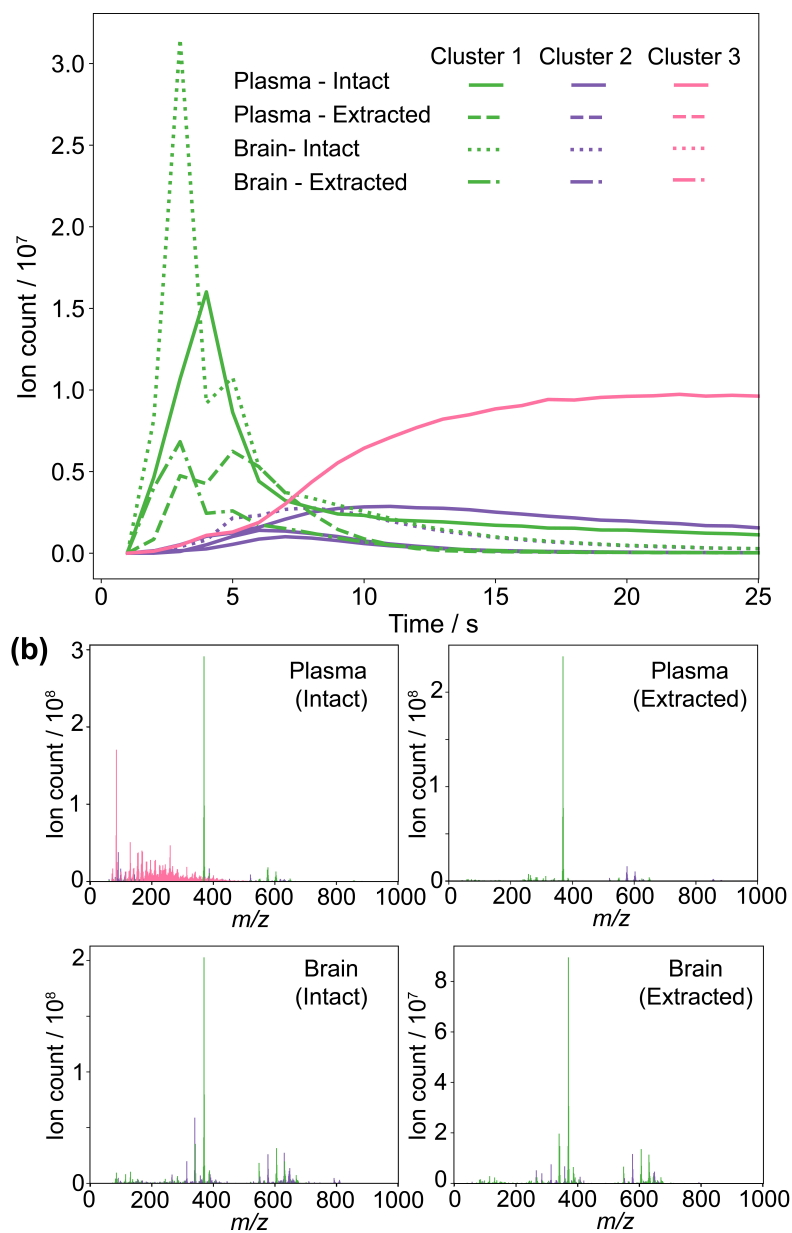 Cluster 1 Cluster 2 Cluster 3
Plasma - Intact
Plasma - Extracted
Brain- Intact
Brain - Extracted
Ion count / 10⁷
3.0
2.5
2.0
1.5
1.0
0.5
0.0
0 5 10 15 20 25
Time / s
(b)
Plasma
(Intact)
Ion count / 10⁸
3
2
1
0
0 200 400 600 800 1000
m/z
Plasma
(Extracted)
Ion count / 10⁸
2
1
0
0 200 400 600 800 1000
m/z
Brain
(Intact)
Ion count / 10⁸
2
1
0
0 200 400 600 800 1000
m/z
Brain
(Extracted)
Ion count / 10⁷
8
6
4
2
0
0 200 400 600 800 1000
m/z